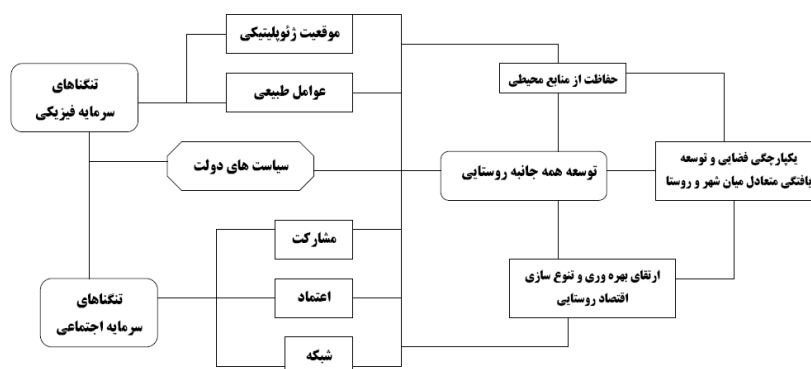 موقعیت ژئوپلیتیکی
تنگناهای
سرمایه فیزیکی
عوامل طبیعی
حفاظت از منابع محیطی
سیاست های دولت
توسعه همه جانبه روستایی
یکپارچگی فضایی و توسعه
یافتگی متعادل میان شهر و روستا
مشارکت
تنگناهای
سرمایه اجتماعی
اعتماد
شبکه
ارتقای بهره وری و تنوع سازی
اقتصاد روستایی